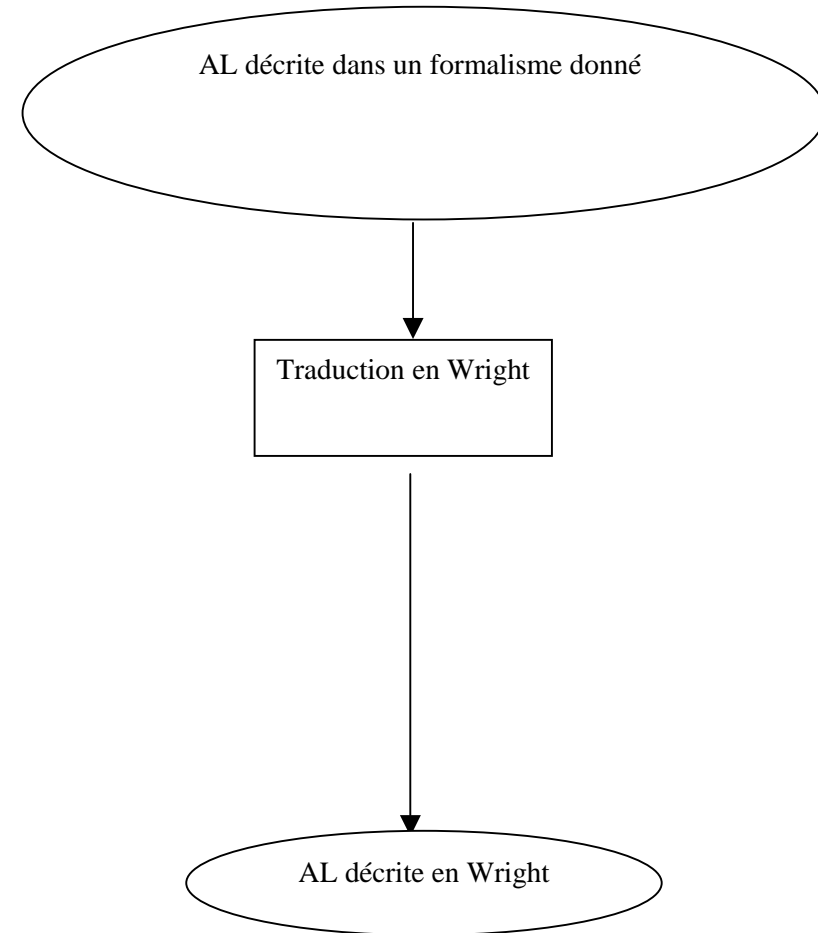 AL décrite dans un formalisme donné
Traduction en Wright
AL décrite en Wright